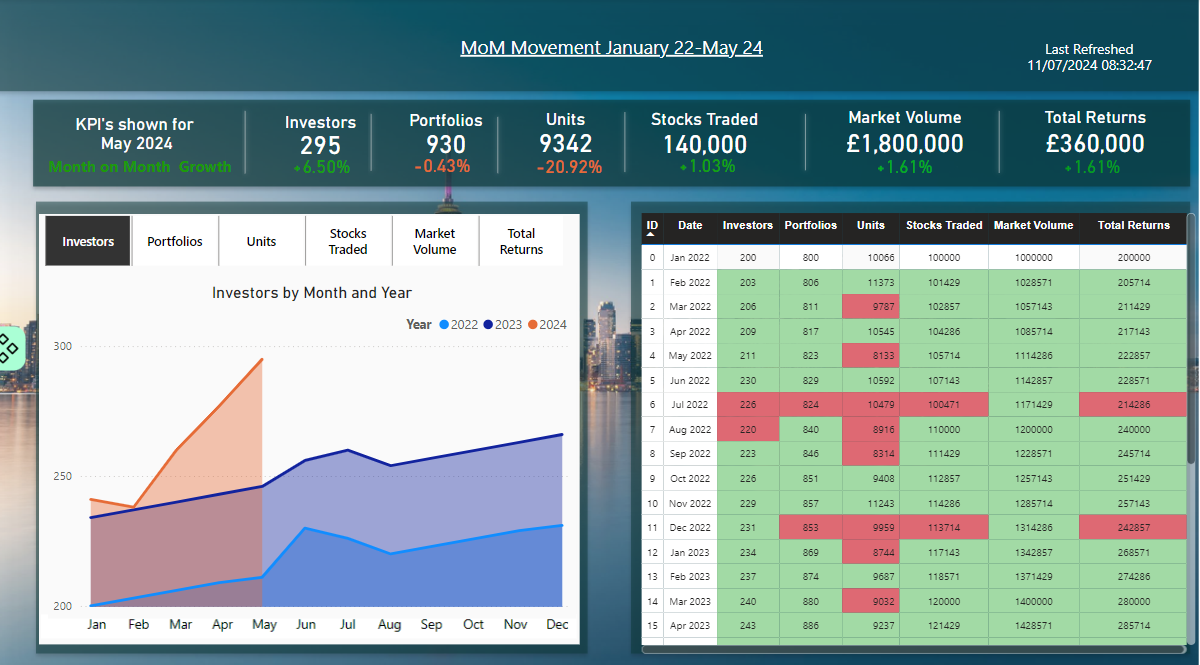 MoM Movement January 22-May 24
Last Refreshed
11/07/2024 08:32:47
KPI's shown for
May 2024
Month on Month Growth
Investors
295
+6.50%
Portfolios
930
-0.43%
Units
9342
-20.92%
Stocks Traded
140,000
+1.03%
Market Volume
£1,800,000
+1.61%
Total Returns
£360,000
+1.61%
Investors Portfolios Units Stocks Traded Market Volume Total Returns
Investors by Month and Year
Year 2022 2023 2024
300
250
200
Jan Feb Mar Apr May Jun Jul Aug Sep Oct Nov Dec
ID Date Investors Portfolios Units Stocks Traded Market Volume Total Returns
0 Jan 2022 200 800 10066 100000 1000000 200000
1 Feb 2022 203 806 11373 101429 1028571 205714
2 Mar 2022 206 811 9787 102857 1057143 211429
3 Apr 2022 209 817 10545 104286 1085714 217143
4 May 2022 211 823 8133 105714 1114286 222857
5 Jun 2022 230 829 10592 107143 1142857 228571
6 Jul 2022 226 824 10479 100471 1171429 214286
7 Aug 2022 220 840 8916 110000 1200000 240000
8 Sep 2022 223 846 8314 111429 1228571 245714
9 Oct 2022 226 851 9408 112857 1257143 251429
10 Nov 2022 229 857 11243 114286 1285714 257143
11 Dec 2022 231 853 9959 113714 1314286 242857
12 Jan 2023 234 869 8744 117143 1342857 268571
13 Feb 2023 237 874 9687 118571 1371429 274286
14 Mar 2023 240 880 9032 120000 1400000 280000
15 Apr 2023 243 886 9237 121429 1428571 285714